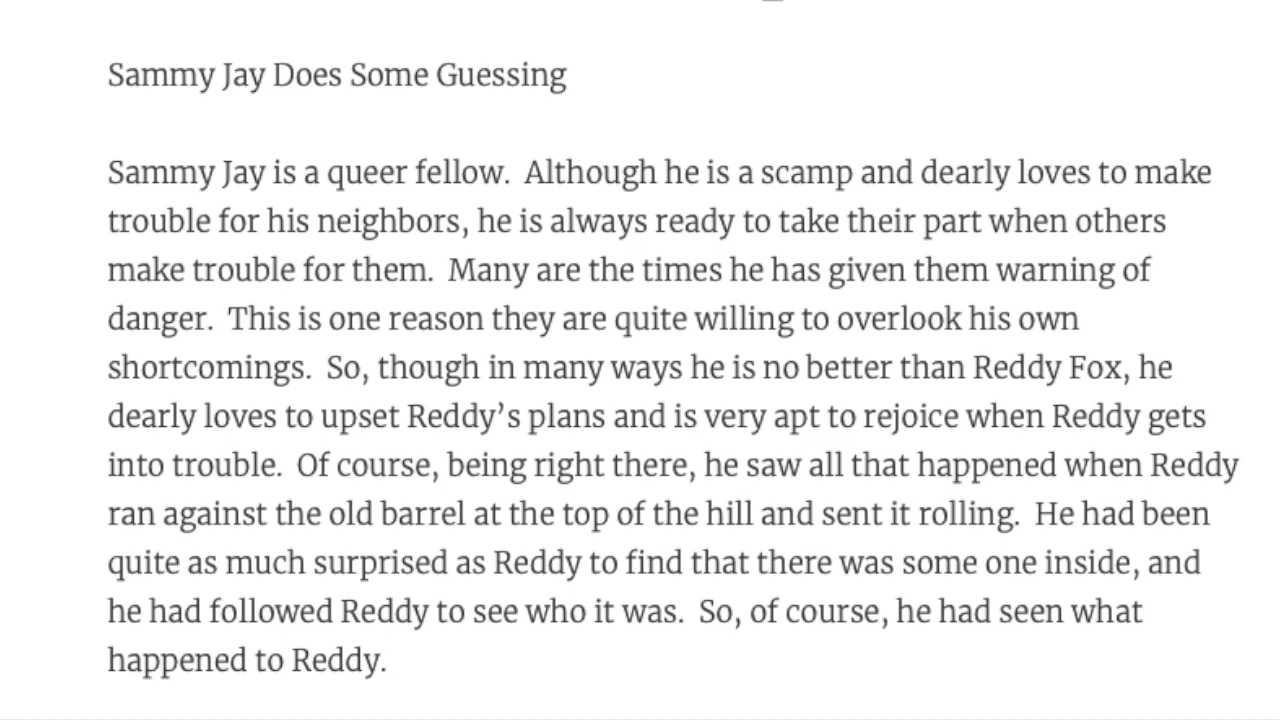 Sammy Jay Does Some Guessing
Sammy Jay is a queer fellow.  Although he is a scamp and dearly loves to make
trouble for his neighbors, he is always ready to take their part when others
make trouble for them.  Many are the times he has given them warning of
danger.  This is one reason they are quite willing to overlook his own
shortcomings.  So, though in many ways he is no better than Reddy Fox, he
dearly loves to upset Reddy’s plans and is very apt to rejoice when Reddy gets
into trouble.  Of course, being right there, he saw all that happened when Reddy
ran against the old barrel at the top of the hill and sent it rolling.  He had been
quite as much surprised as Reddy to find that there was some one inside, and
he had followed Reddy to see who it was.  So, of course, he had seen what
happened to Reddy.